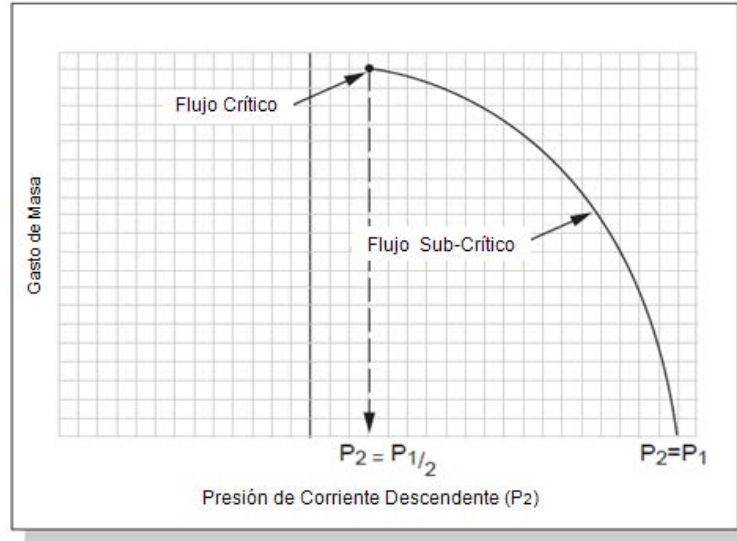 Flujo Crítico
Gasto de Masa
Flujo Sub-Crítico
P2 = P1/2
P2=P1
Presión de Corriente Descendente (P2)